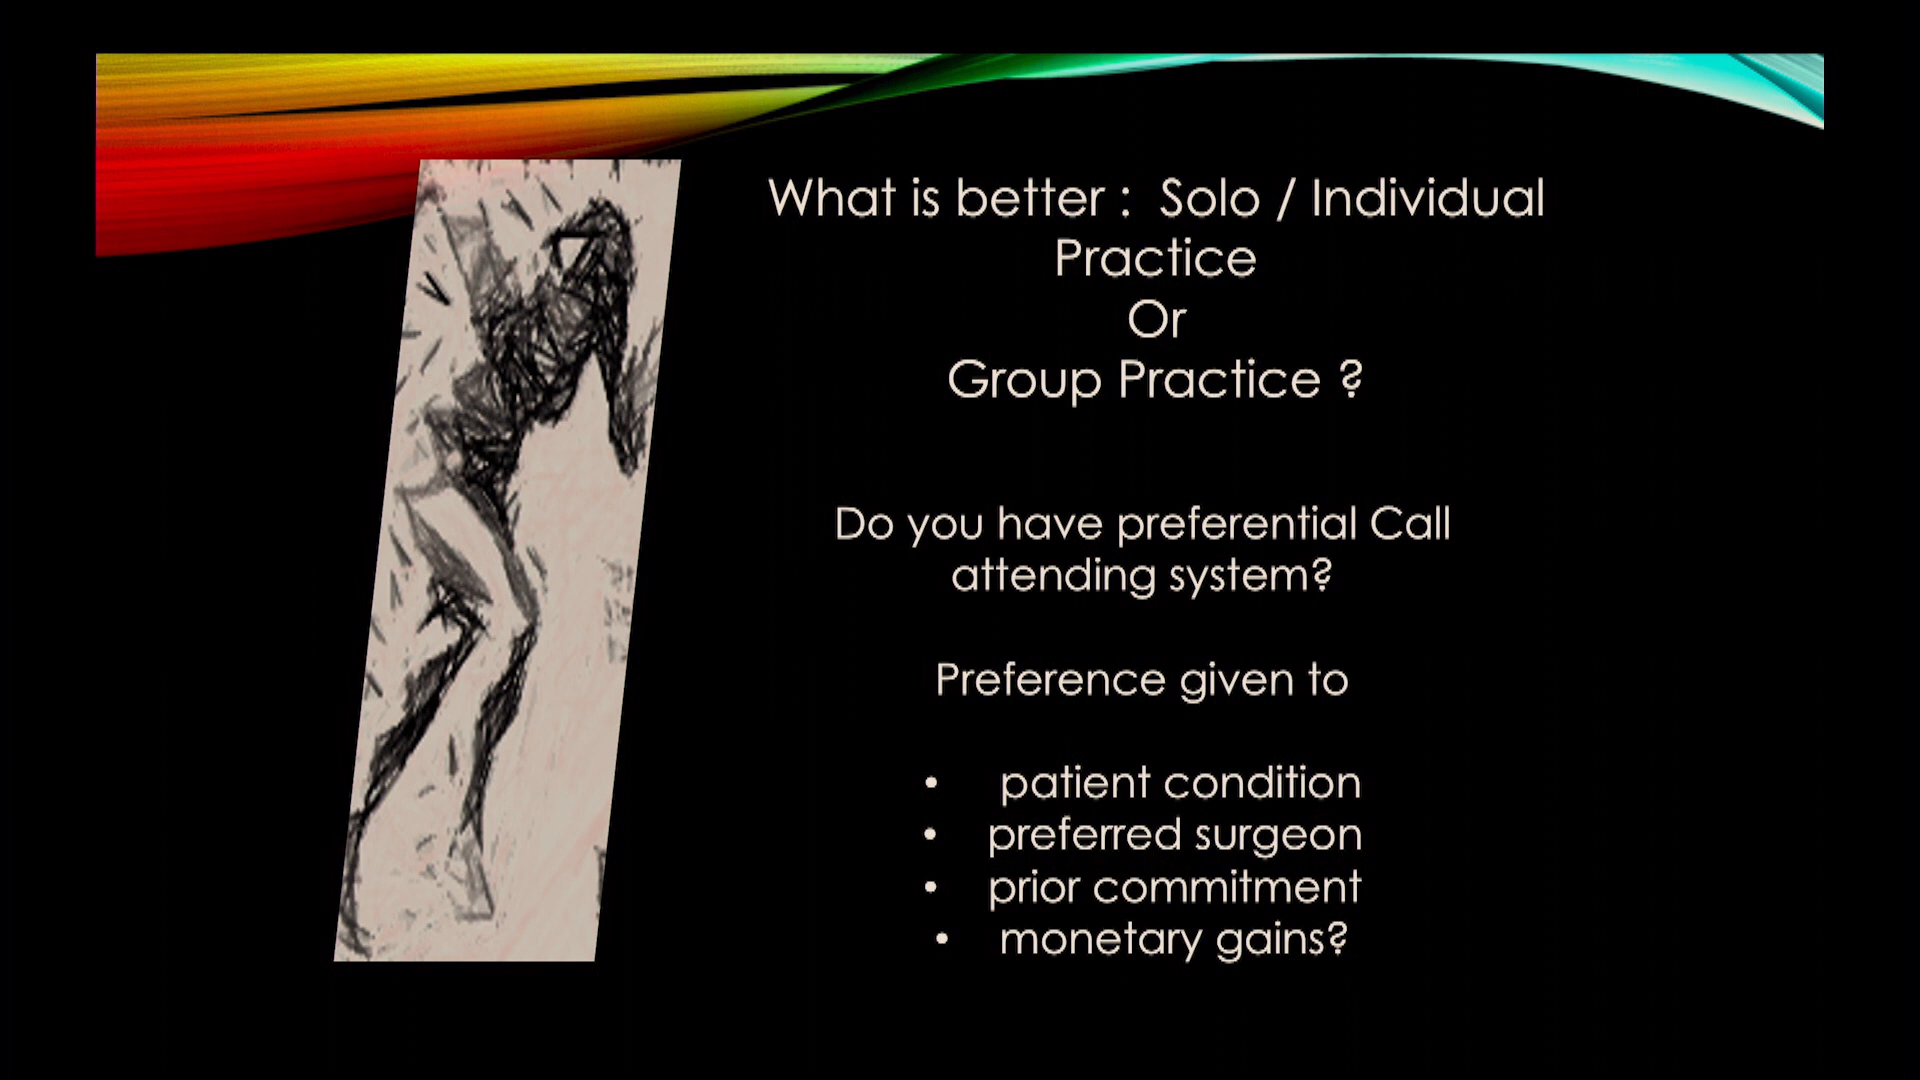 What is better :  Solo / Individual
Practice
Or
Group Practice ?
Do you have preferential Call
attending system?
Preference given to
• patient condition
• preferred surgeon
• prior commitment
• monetary gains?